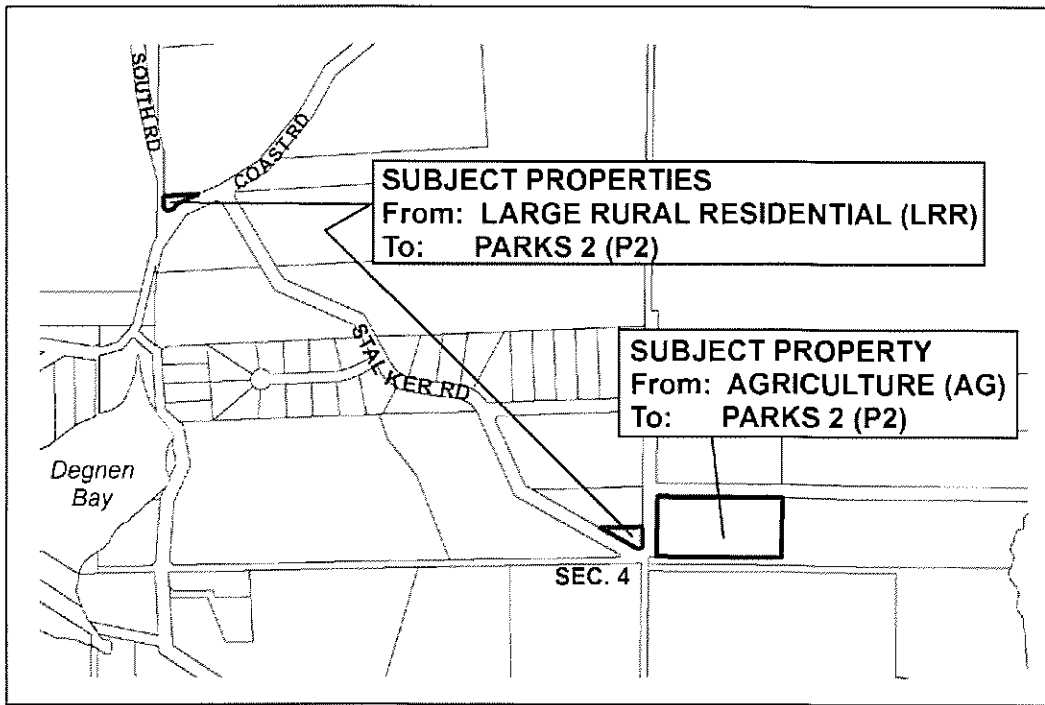 SOUTH RD
COAST RD
SUBJECT PROPERTIES
From: LARGE RURAL RESIDENTIAL (LRR)
To: PARKS 2 (P2)
STALKER RD
SUBJECT PROPERTY
From: AGRICULTURE (AG)
To: PARKS 2 (P2)
Degnen
Bay
SEC. 4